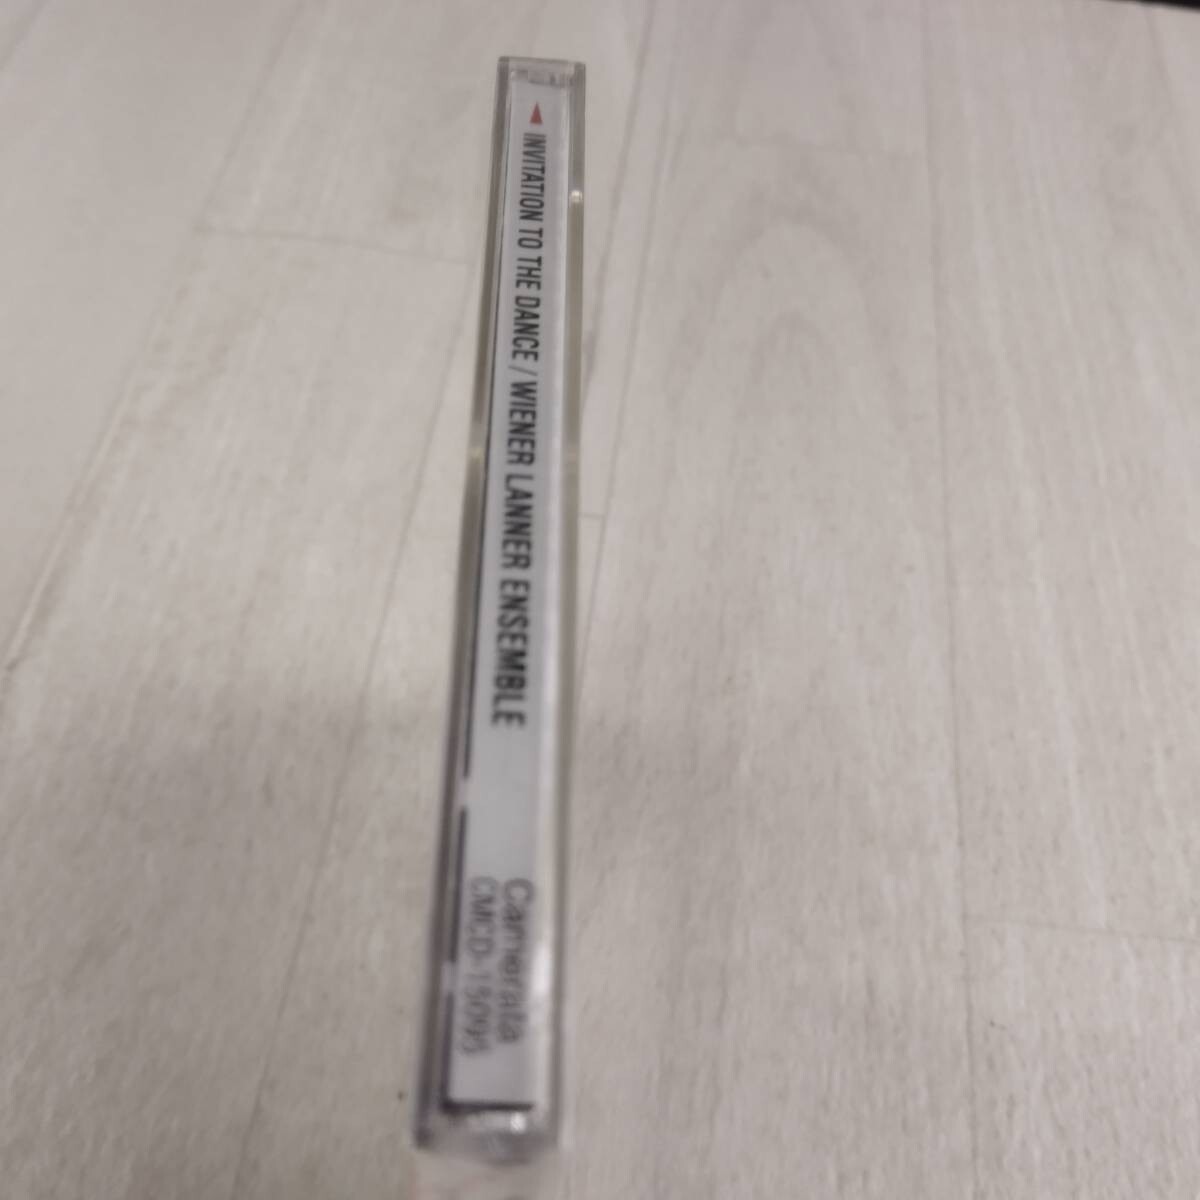 INVITATION TO THE DANCE / WIENER LANNER ENSEMBLE
Camerata
CMCD-15095